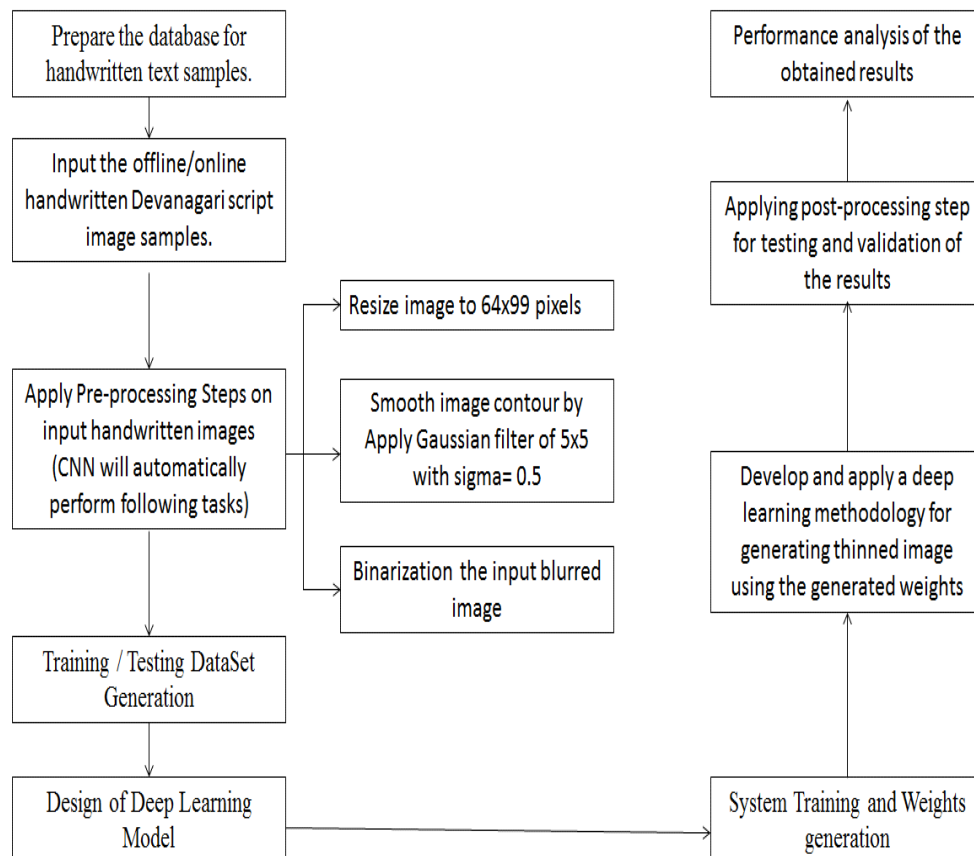 Prepare the database for
handwritten text samples.
Input the offline/online
handwritten Devanagari script
image samples.
Apply Pre-processing Steps on
input handwritten images
(CNN will automatically
perform following tasks)
Resize image to 64x99 pixels
Smooth image contour by
Apply Gaussian filter of 5x5
with sigma= 0.5
Binarization the input blurred
image
Training / Testing DataSet
Generation
Design of Deep Learning
Model
System Training and Weights
generation
Develop and apply a deep
learning methodology for
generating thinned image
using the generated weights
Applying post-processing step
for testing and validation of
the results
Performance analysis of the
obtained results